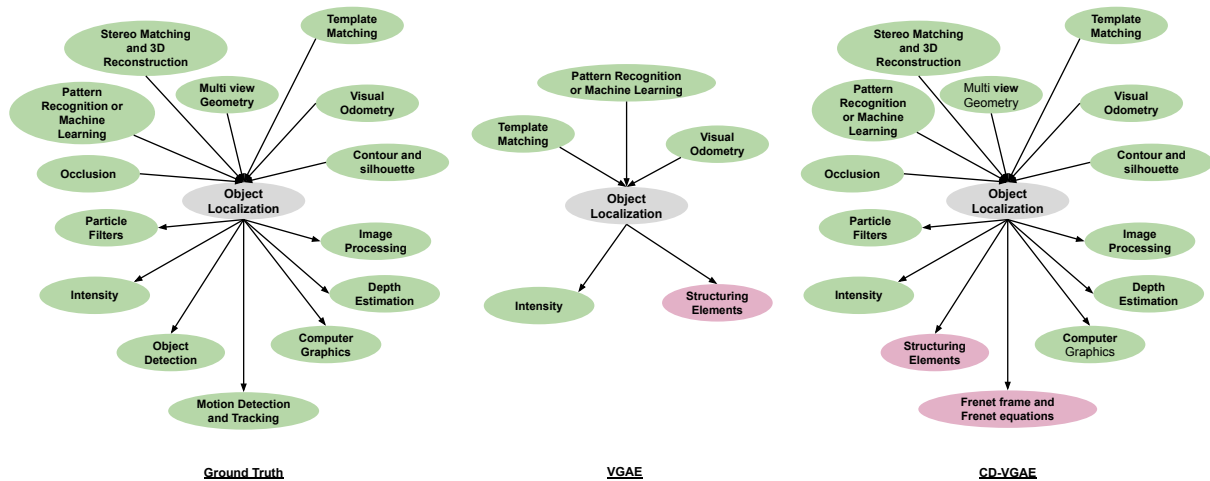 Stereo Matching
and 3D
Reconstruction
Template
Matching
Pattern
Recognition or
Machine
Learning
Multi view
Geometry
Visual
Odometry
Occlusion
Contour and
silhouette
Object
Localization
Particle
Filters
Image
Processing
Intensity
Depth
Estimation
Object
Detection
Computer
Graphics
Motion Detection
and Tracking
Ground Truth
Pattern Recognition
or Machine Learning
Template
Matching
Visual
Odometry
Object
Localization
Intensity
Structuring
Elements
VGAE
Stereo Matching
and 3D
Reconstruction
Template
Matching
Pattern
Recognition
or Machine
Learning
Multi view
Geometry
Visual
Odometry
Occlusion
Contour and
silhouette
Object
Localization
Particle
Filters
Image
Processing
Intensity
Depth
Estimation
Structuring
Elements
Computer
Graphics
Frenet frame and
Frenet equations
CD-VGAE